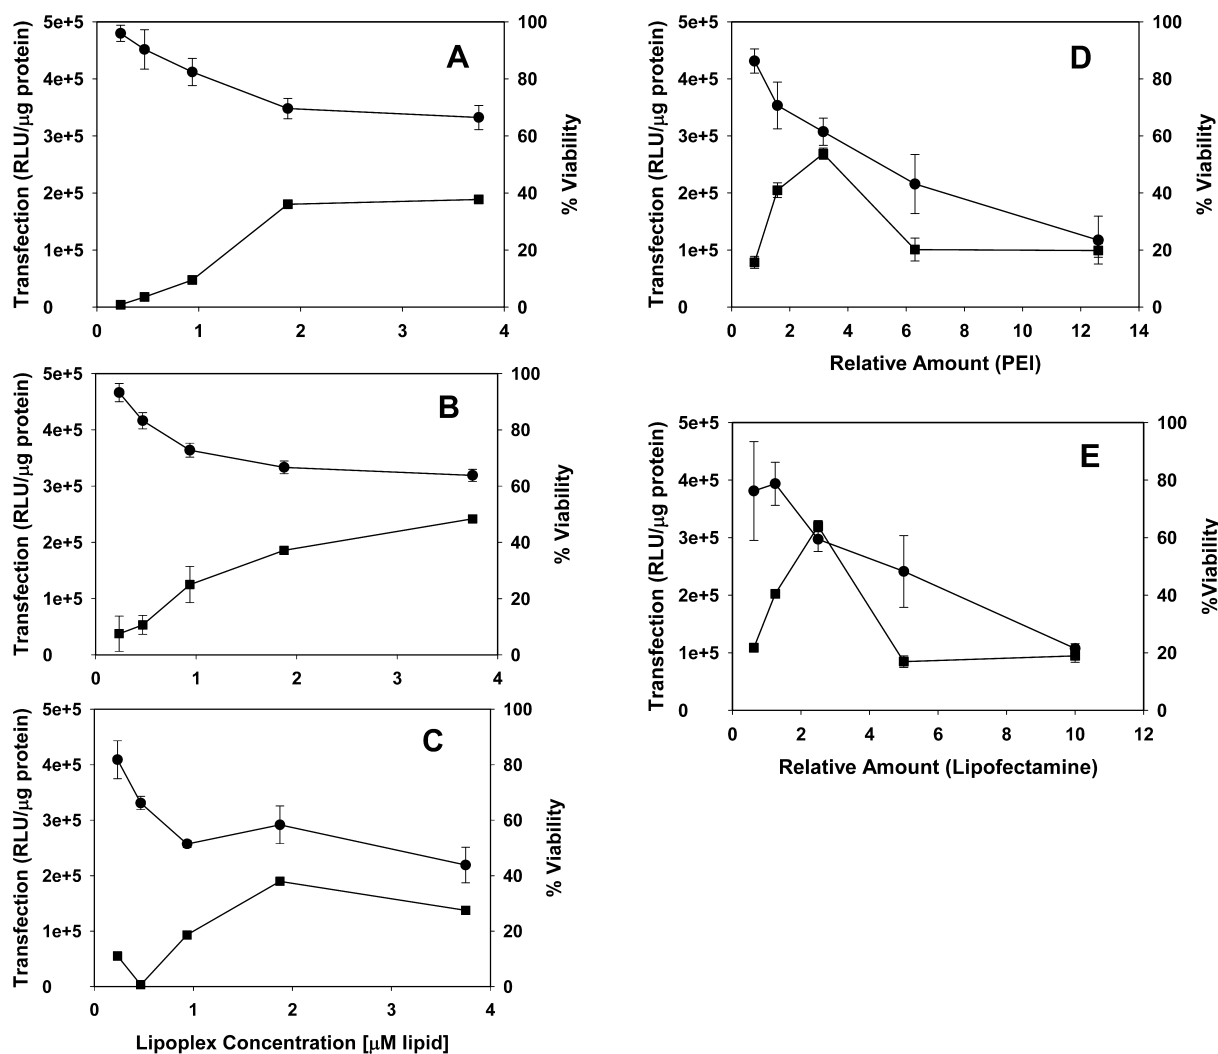 A
Transfection (RLU/μg protein)
5e+5
4e+5
3e+5
2e+5
1e+5
0
100
80
60
40
20
0
% Viability
0 1 2 3 4
B
Transfection (RLU/μg protein)
5e+5
4e+5
3e+5
2e+5
1e+5
0
100
80
60
40
20
0
% Viability
0 1 2 3 4
C
Transfection (RLU/μg protein)
5e+5
4e+5
3e+5
2e+5
1e+5
0
100
80
60
40
20
0
% Viability
0 1 2 3 4
Lipoplex Concentration [μM lipid]
D
Transfection (RLU/μg protein)
5e+5
4e+5
3e+5
2e+5
1e+5
0
100
80
60
40
20
0
% Viability
0 2 4 6 8 10 12 14
Relative Amount (PEI)
E
Transfection (RLU/μg protein)
5e+5
4e+5
3e+5
2e+5
1e+5
0
100
80
60
40
20
0
%Viability
0 2 4 6 8 10 12
Relative Amount (Lipofectamine)